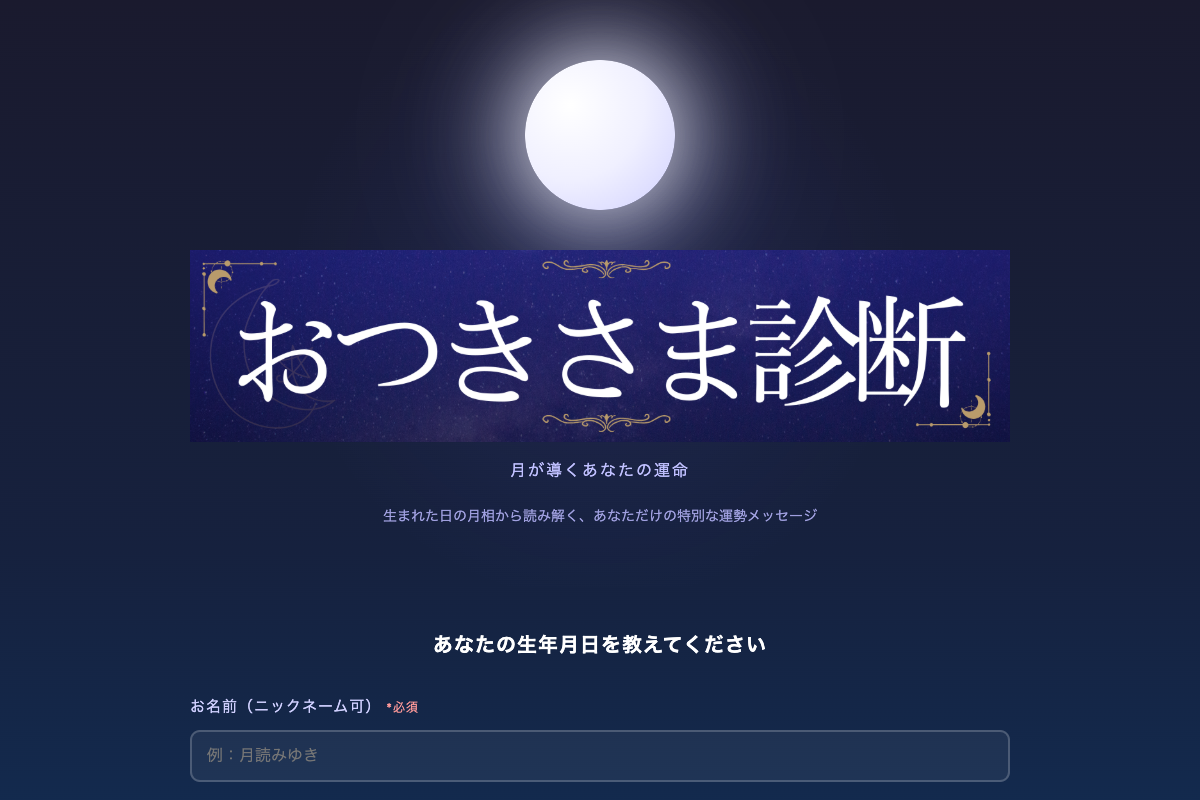 おつきさま診断
月が導くあなたの運命
生まれた日の月相から読み解く、あなただけの特別な運勢メッセージ
あなたの生年月日を教えてください
お名前（ニックネーム可） *必須
例：月読みゆき